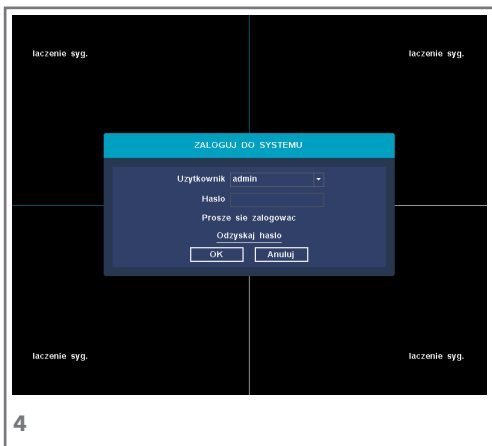 laczenie syg. laczenie syg.
ZALOGUJ DO SYSTEMU
Uzytkownik admin
Haslo
Prosze sie zalogowac
Odzyskaj haslo
OK Anuluj
laczenie syg. laczenie syg.
4